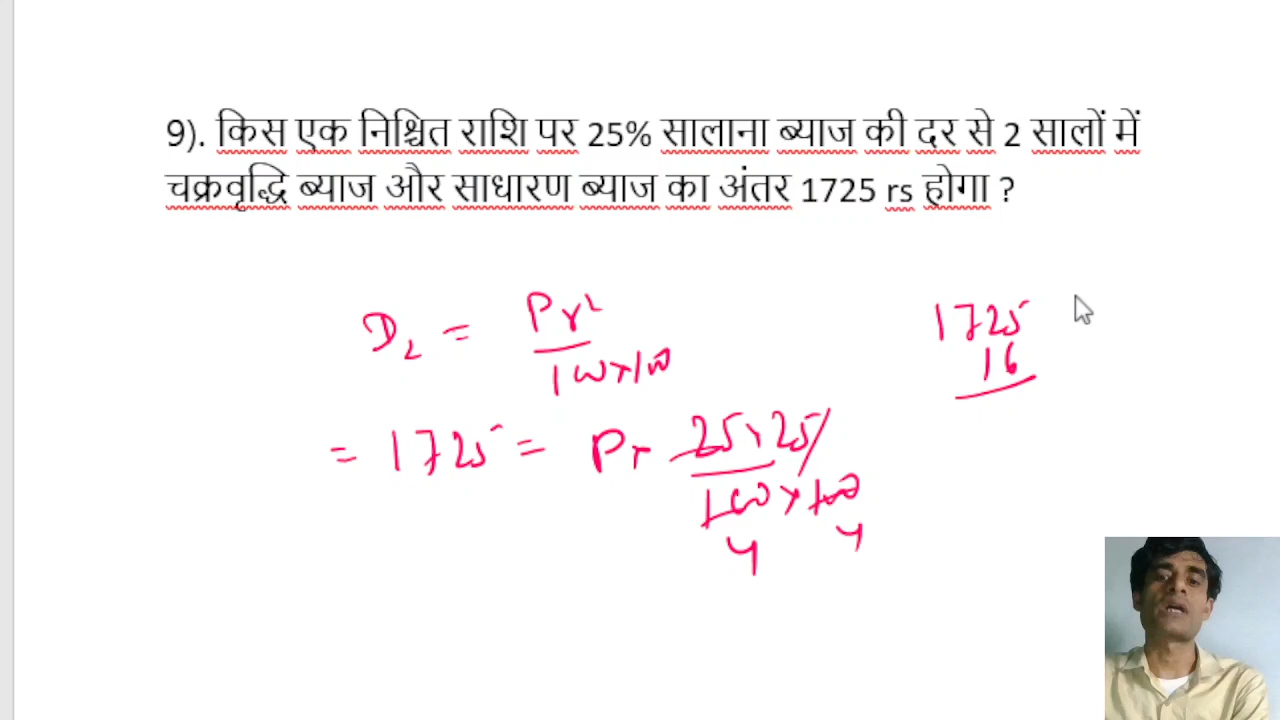 9). किस एक निश्चित राशि पर 25% सालाना ब्याज की दर से 2 सालों में
चक्रवृद्धि ब्याज और साधारण ब्याज का अंतर 1725 rs होगा ?
D₂ = Pr²
100×100
1725
16
= 1725 = P× 25×25
100×100
4 4